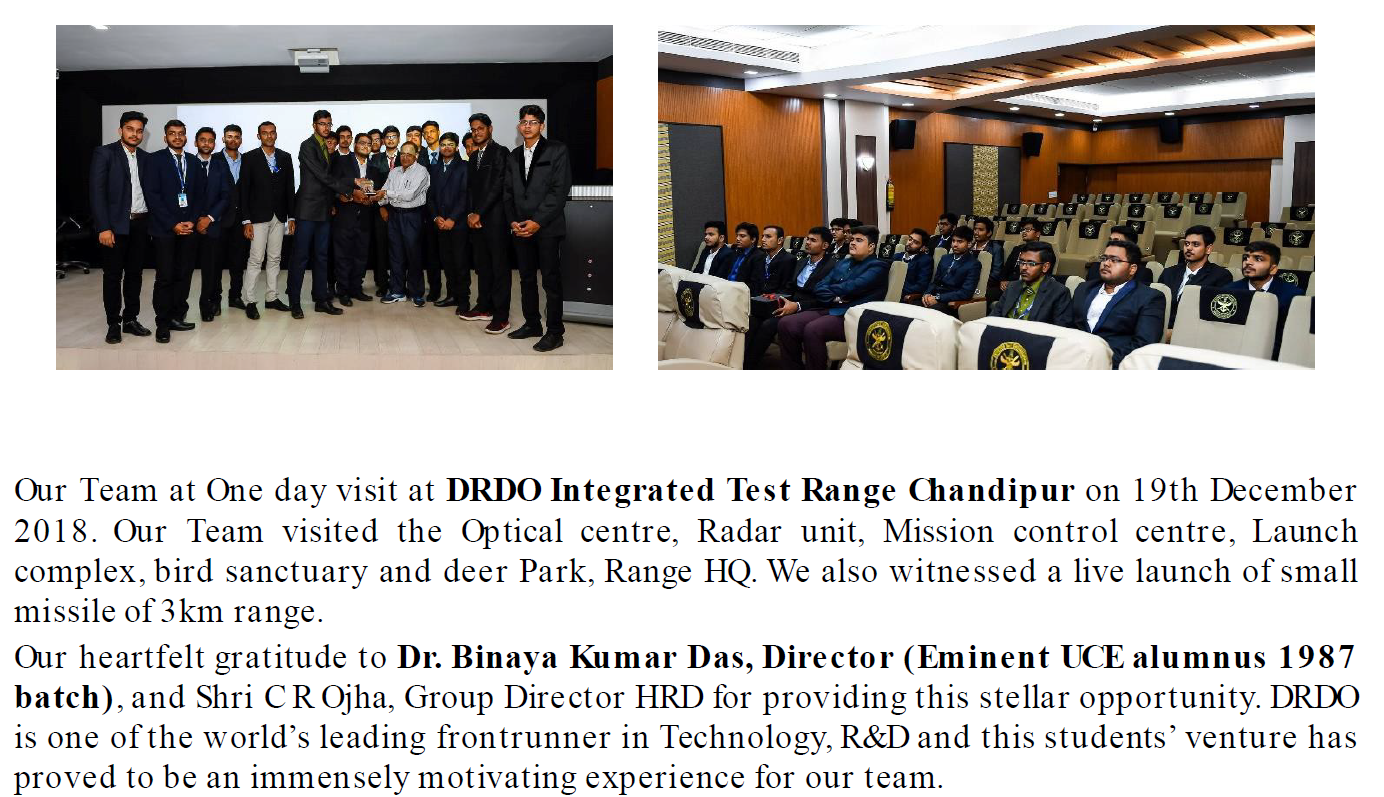 Our Team at One day visit at DRDO Integrated Test Range Chandipur on 19th December
2018. Our Team visited the Optical centre, Radar unit, Mission control centre, Launch
complex, bird sanctuary and deer Park, Range HQ. We also witnessed a live launch of small
missile of 3km range.
Our heartfelt gratitude to Dr. Binaya Kumar Das, Director (Eminent UCE alumnus 1987
batch), and Shri C R Ojha, Group Director HRD for providing this stellar opportunity. DRDO
is one of the world’s leading frontrunner in Technology, R&D and this students’ venture has
proved to be an immensely motivating experience for our team.